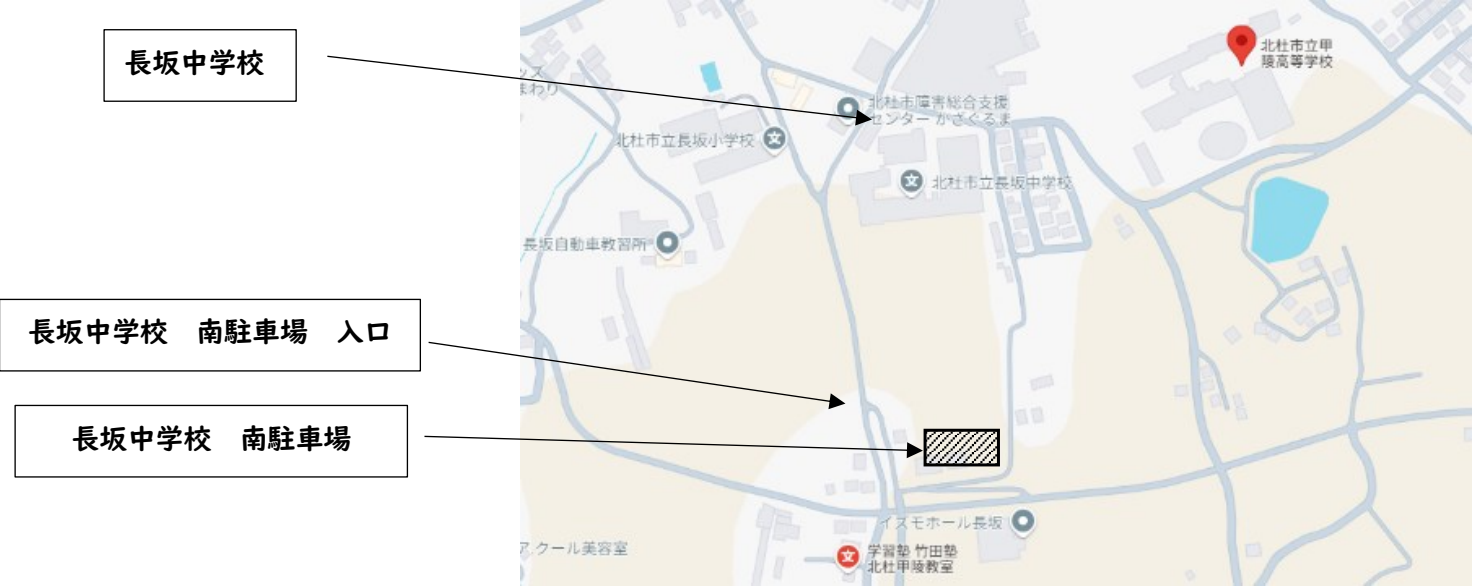 長坂中学校
北杜市立甲
陵高等学校
まわり
北杜市障害総合支援
センター かざぐるま
北杜市立長坂小学校
北杜市立長坂中学校
長坂自動車教習所
長坂中学校　南駐車場　入口
長坂中学校　南駐車場
イズモホール長坂
ア.クール美容室
学習塾 竹田塾
北杜甲陵教室